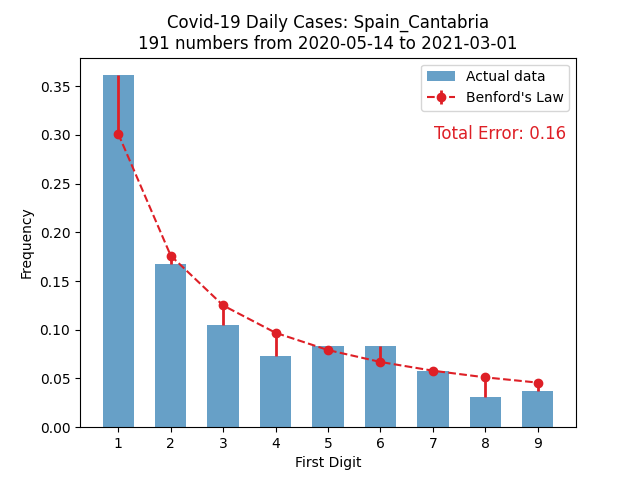 Covid-19 Daily Cases: Spain_Cantabria
191 numbers from 2020-05-14 to 2021-03-01
Actual data
Benford's Law
Total Error: 0.16
Frequency
0.35
0.30
0.25
0.20
0.15
0.10
0.05
0.00
1 2 3 4 5 6 7 8 9
First Digit